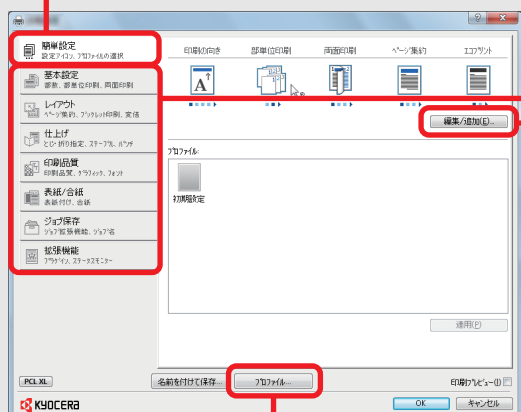 簡単設定
設定アイコン、プロファイルの選択
基本設定
部数、部単位印刷、両面印刷
レイアウト
ページ集約、ブックレット印刷、変倍
仕上げ
とじ・折り指定、ステープル、パンチ
印刷品質
印刷品質、グラフィック、フォント
表紙/合紙
表紙付け、合紙
ジョブ保存
ジョブ拡張機能、ジョブ名
拡張機能
プラグイン、ステータスモニター
印刷の向き 部単位印刷 両面印刷 ページ集約 エコプリント
編集/追加(E)...
プロファイル:
初期設定
適用(P)
PCL XL 名前を付けて保存... プロファイル... 印刷プレビュー(I)
KYOCERA OK キャンセル